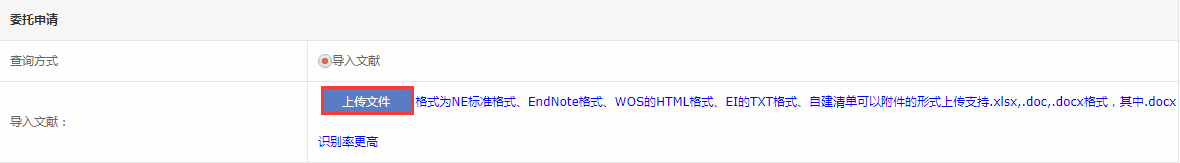 委托申请
查询方式
导入文献
导入文献：
上传文件 格式为NE标准格式、EndNote格式、WOS的HTML格式、EI的TXT格式、自建清单可以附件的形式上传支持.xlsx,.doc,.docx格式，其中.docx
识别率更高